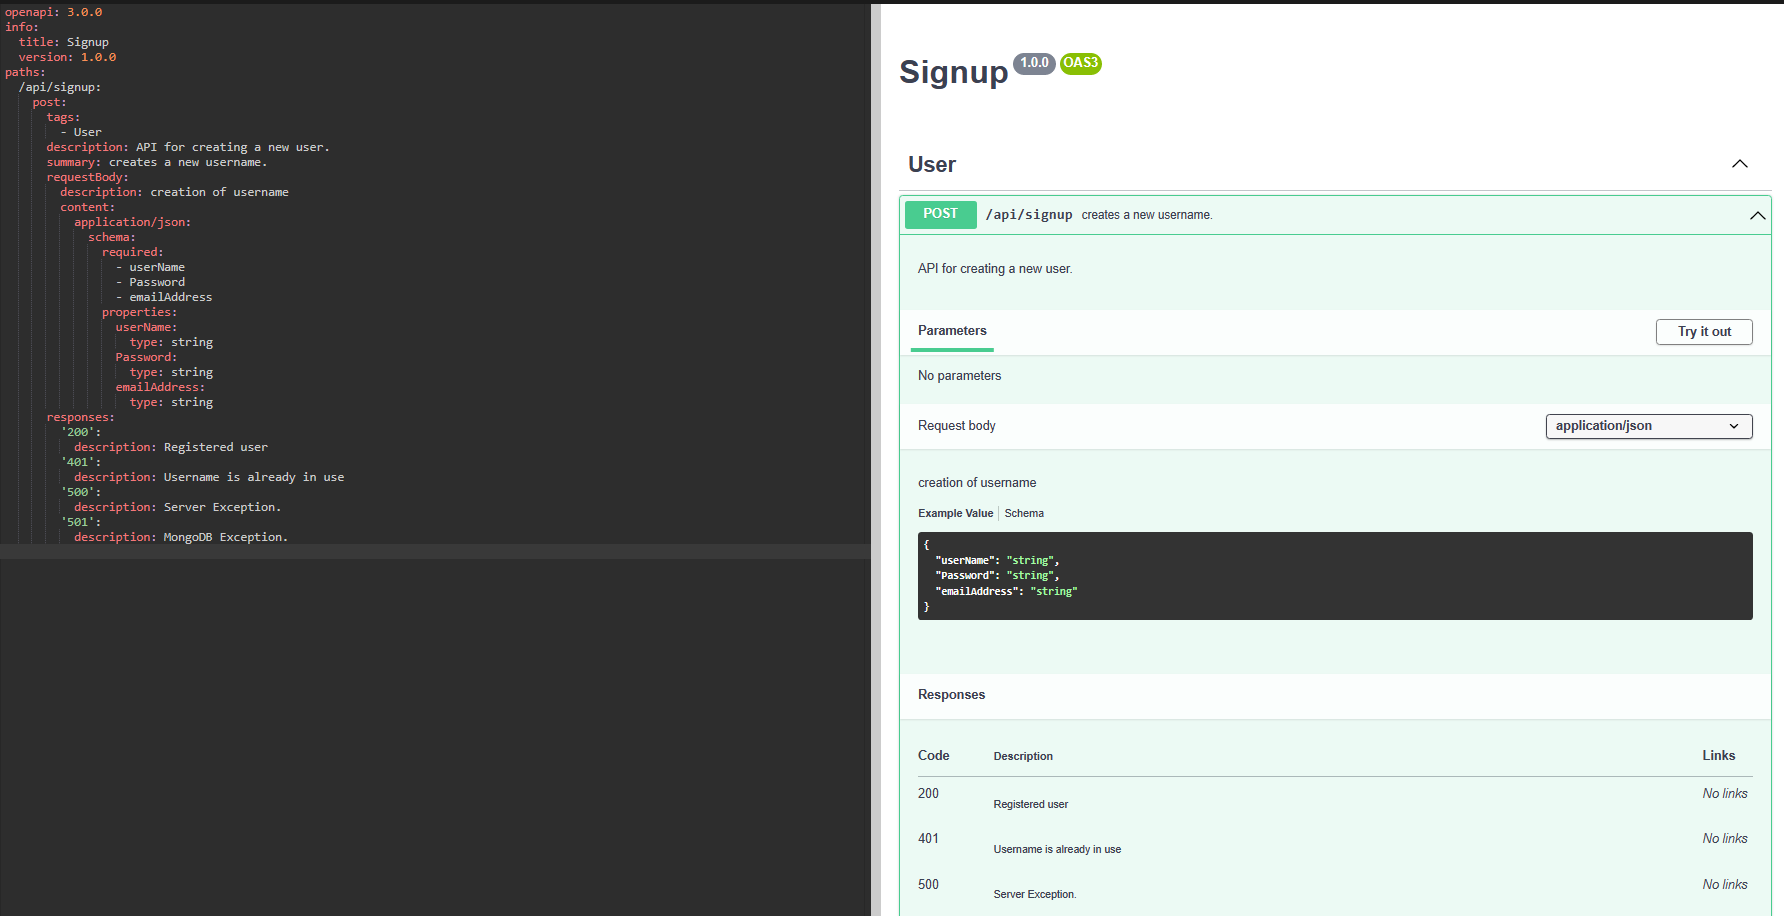 openapi: 3.0.0
info:
  title: Signup
  version: 1.0.0
paths:
  /api/signup:
    post:
      tags:
        - User
      description: API for creating a new user.
      summary: creates a new username.
      requestBody:
        description: creation of username
        content:
          application/json:
            schema:
              required:
                - userName
                - Password
                - emailAddress
              properties:
                userName:
                  type: string
                Password:
                  type: string
                emailAddress:
                  type: string
      responses:
        '200':
          description: Registered user
        '401':
          description: Username is already in use
        '500':
          description: Server Exception.
        '501':
          description: MongoDB Exception.
Signup 1.0.0 OAS3
User
POST /api/signup creates a new username.
API for creating a new user.
Parameters Try it out
No parameters
Request body application/json
creation of username
Example Value Schema
{
  "userName": "string",
  "Password": "string",
  "emailAddress": "string"
}
Responses
Code Description Links
200 Registered user No links
401 Username is already in use No links
500 Server Exception. No links